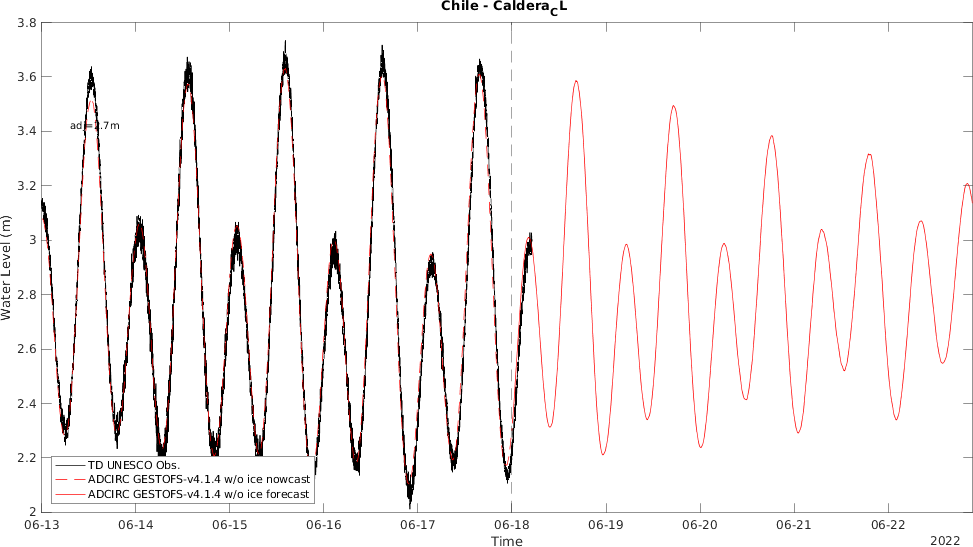 Chile - Caldera_CL
3.8
3.6
3.4
3.2
3
2.8
2.6
2.4
2.2
2
Water Level (m)
TD UNESCO Obs.
ADCIRC GESTOFS-v4.1.4 w/o ice nowcast
ADCIRC GESTOFS-v4.1.4 w/o ice forecast
06-13 06-14 06-15 06-16 06-17 06-18 06-19 06-20 06-21 06-22
Time
2022